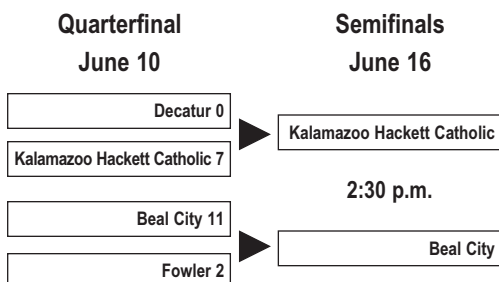 Quarterfinal
June 10
Decatur 0
Kalamazoo Hackett Catholic 7
Beal City 11
Fowler 2
Semifinals
June 16
Kalamazoo Hackett Catholic
2:30 p.m.
Beal City